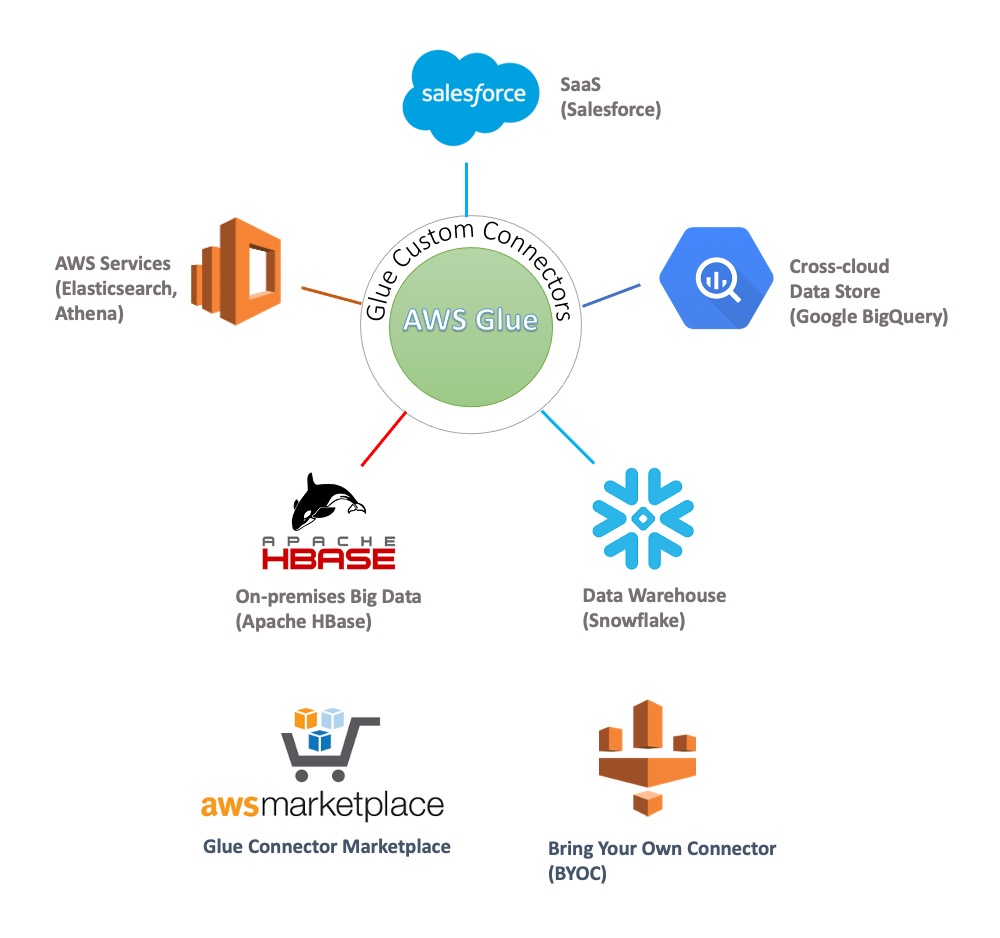 salesforce
SaaS
(Salesforce)
AWS Services
(Elasticsearch,
Athena)
Glue Custom Connectors
AWS Glue
Cross-cloud
Data Store
(Google BigQuery)
APACHE
HBASE
On-premises Big Data
(Apache HBase)
Data Warehouse
(Snowflake)
awsmarketplace
Glue Connector Marketplace
Bring Your Own Connector
(BYOC)